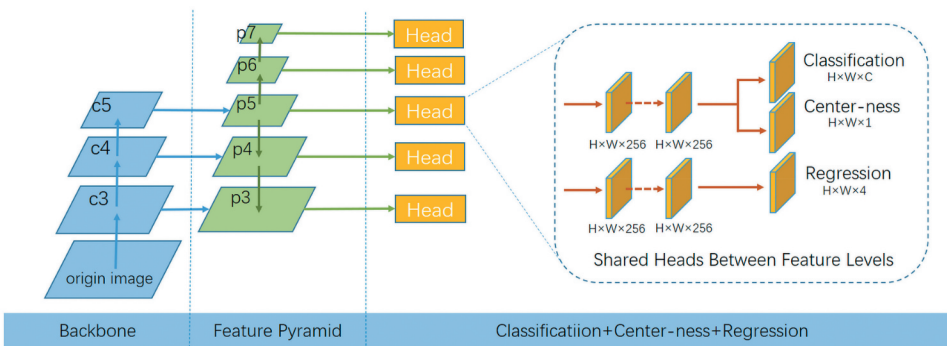 p7
Head
p6
Head
c5
p5
Head
c4
p4
Head
c3
p3
Head
origin image
Classification
H×W×C
Center-ness
H×W×1
H×W×256
H×W×256
Regression
H×W×4
H×W×256
H×W×256
Shared Heads Between Feature Levels
Backbone
Feature Pyramid
Classificatiion+Center-ness+Regression